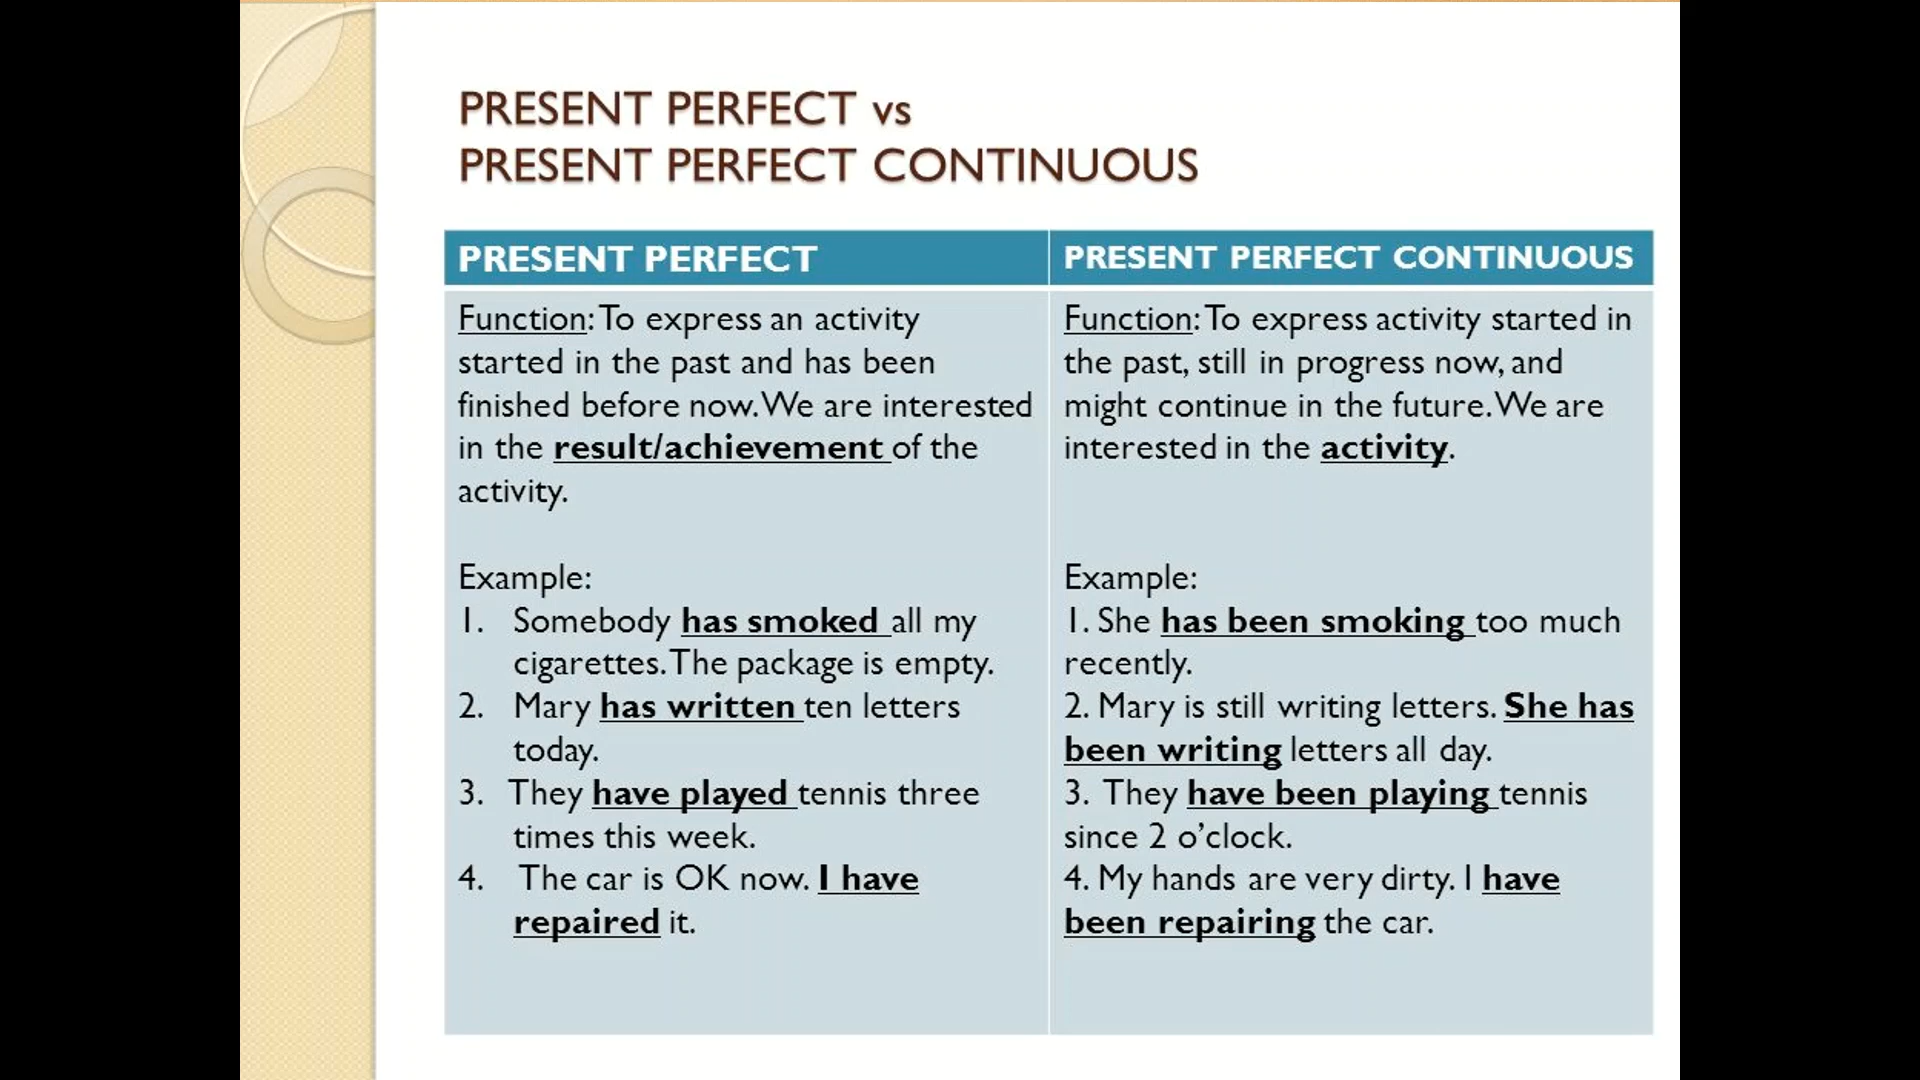 PRESENT PERFECT vs
PRESENT PERFECT CONTINUOUS
PRESENT PERFECT
Function: To express an activity
started in the past and has been
finished before now. We are interested
in the result/achievement of the
activity.
Example:
1. Somebody has smoked all my
cigarettes. The package is empty.
2. Mary has written ten letters
today.
3. They have played tennis three
times this week.
4. The car is OK now. I have
repaired it.
PRESENT PERFECT CONTINUOUS
Function: To express activity started in
the past, still in progress now, and
might continue in the future. We are
interested in the activity.
Example:
1. She has been smoking too much
recently.
2. Mary is still writing letters. She has
been writing letters all day.
3. They have been playing tennis
since 2 o’clock.
4. My hands are very dirty. I have
been repairing the car.